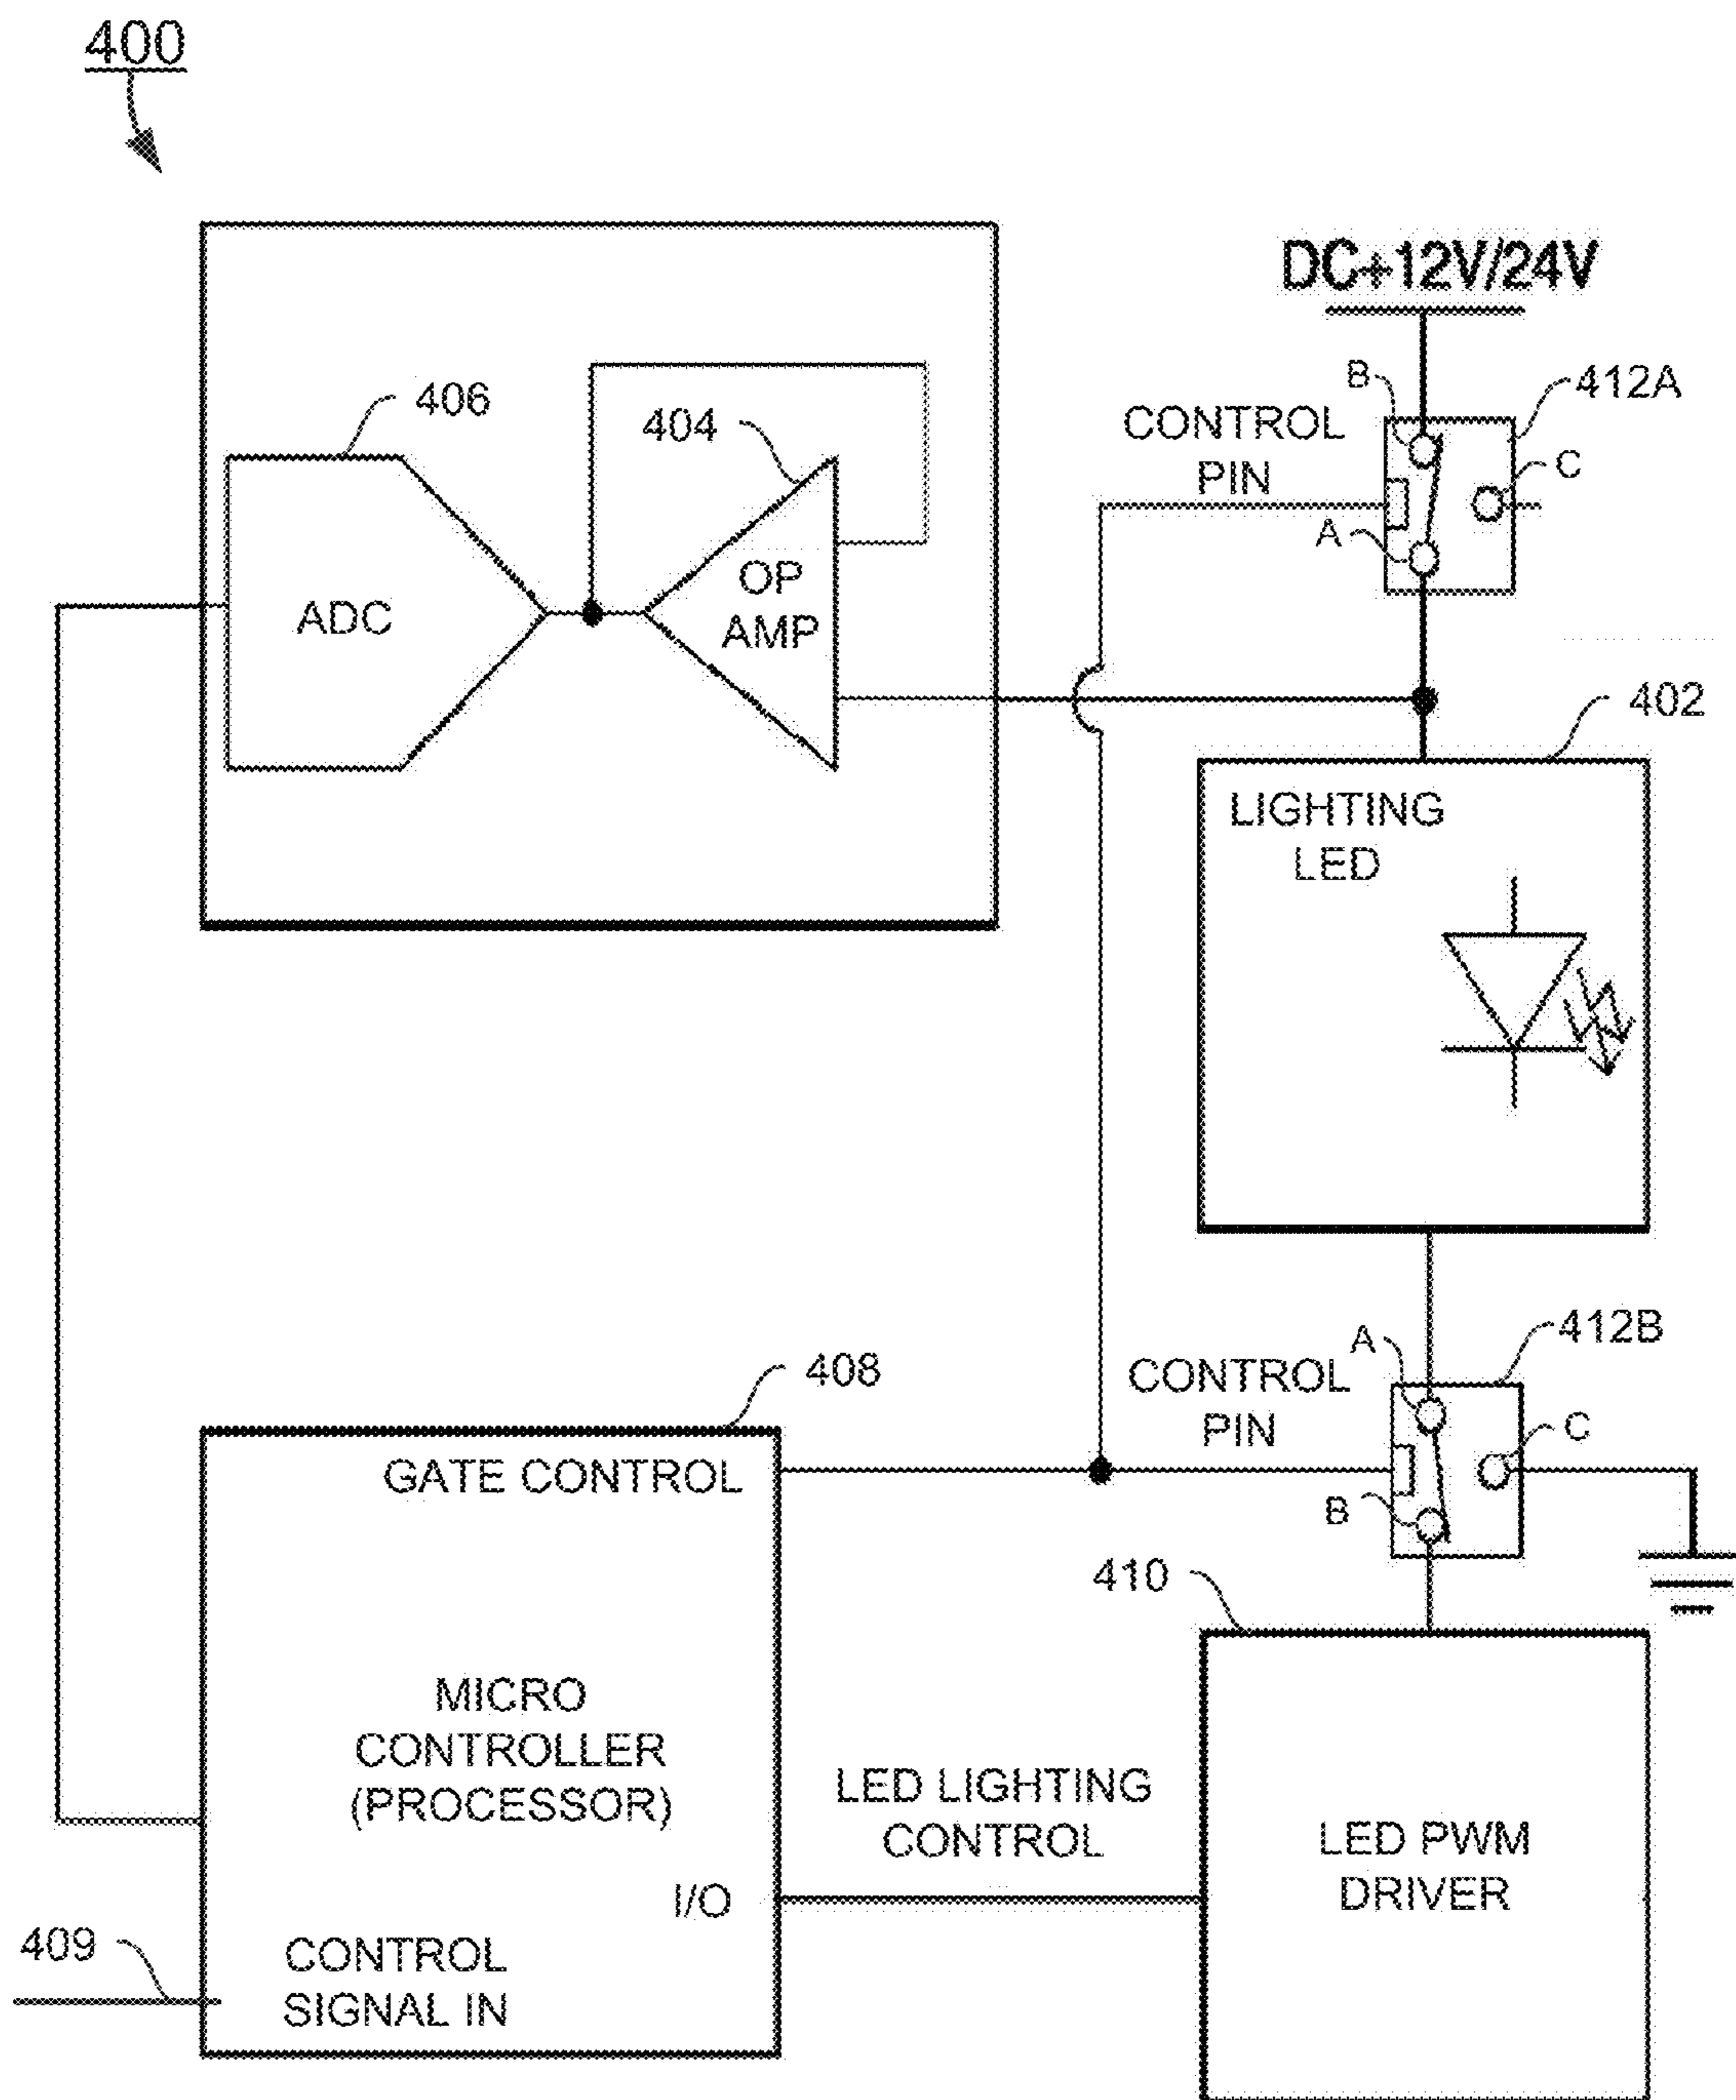 400
DC+12V/24V
406
404
CONTROL
PIN
B
412A
C
A
ADC
OP
AMP
402
LIGHTING
LED
408
CONTROL
PIN
A
412B
C
B
GATE CONTROL
410
MICRO
CONTROLLER
(PROCESSOR)
LED LIGHTING
CONTROL
LED PWM
DRIVER
I/O
409
CONTROL
SIGNAL IN